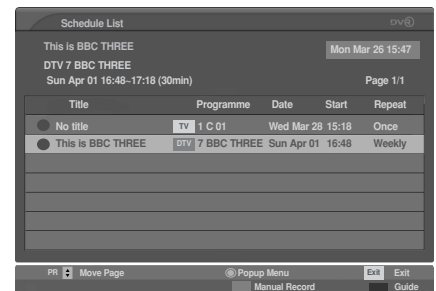 Schedule List DVD
This is BBC THREE Mon Mar 26 15:47
DTV 7 BBC THREE
Sun Apr 01 16:48~17:18 (30min) Page 1/1
Title Programme Date Start Repeat
No title TV 1 C 01 Wed Mar 28 15:18 Once
This is BBC THREE DTV 7 BBC THREE Sun Apr 01 16:48 Weekly
PR Move Page Popup Menu Exit Exit
Manual Record Guide